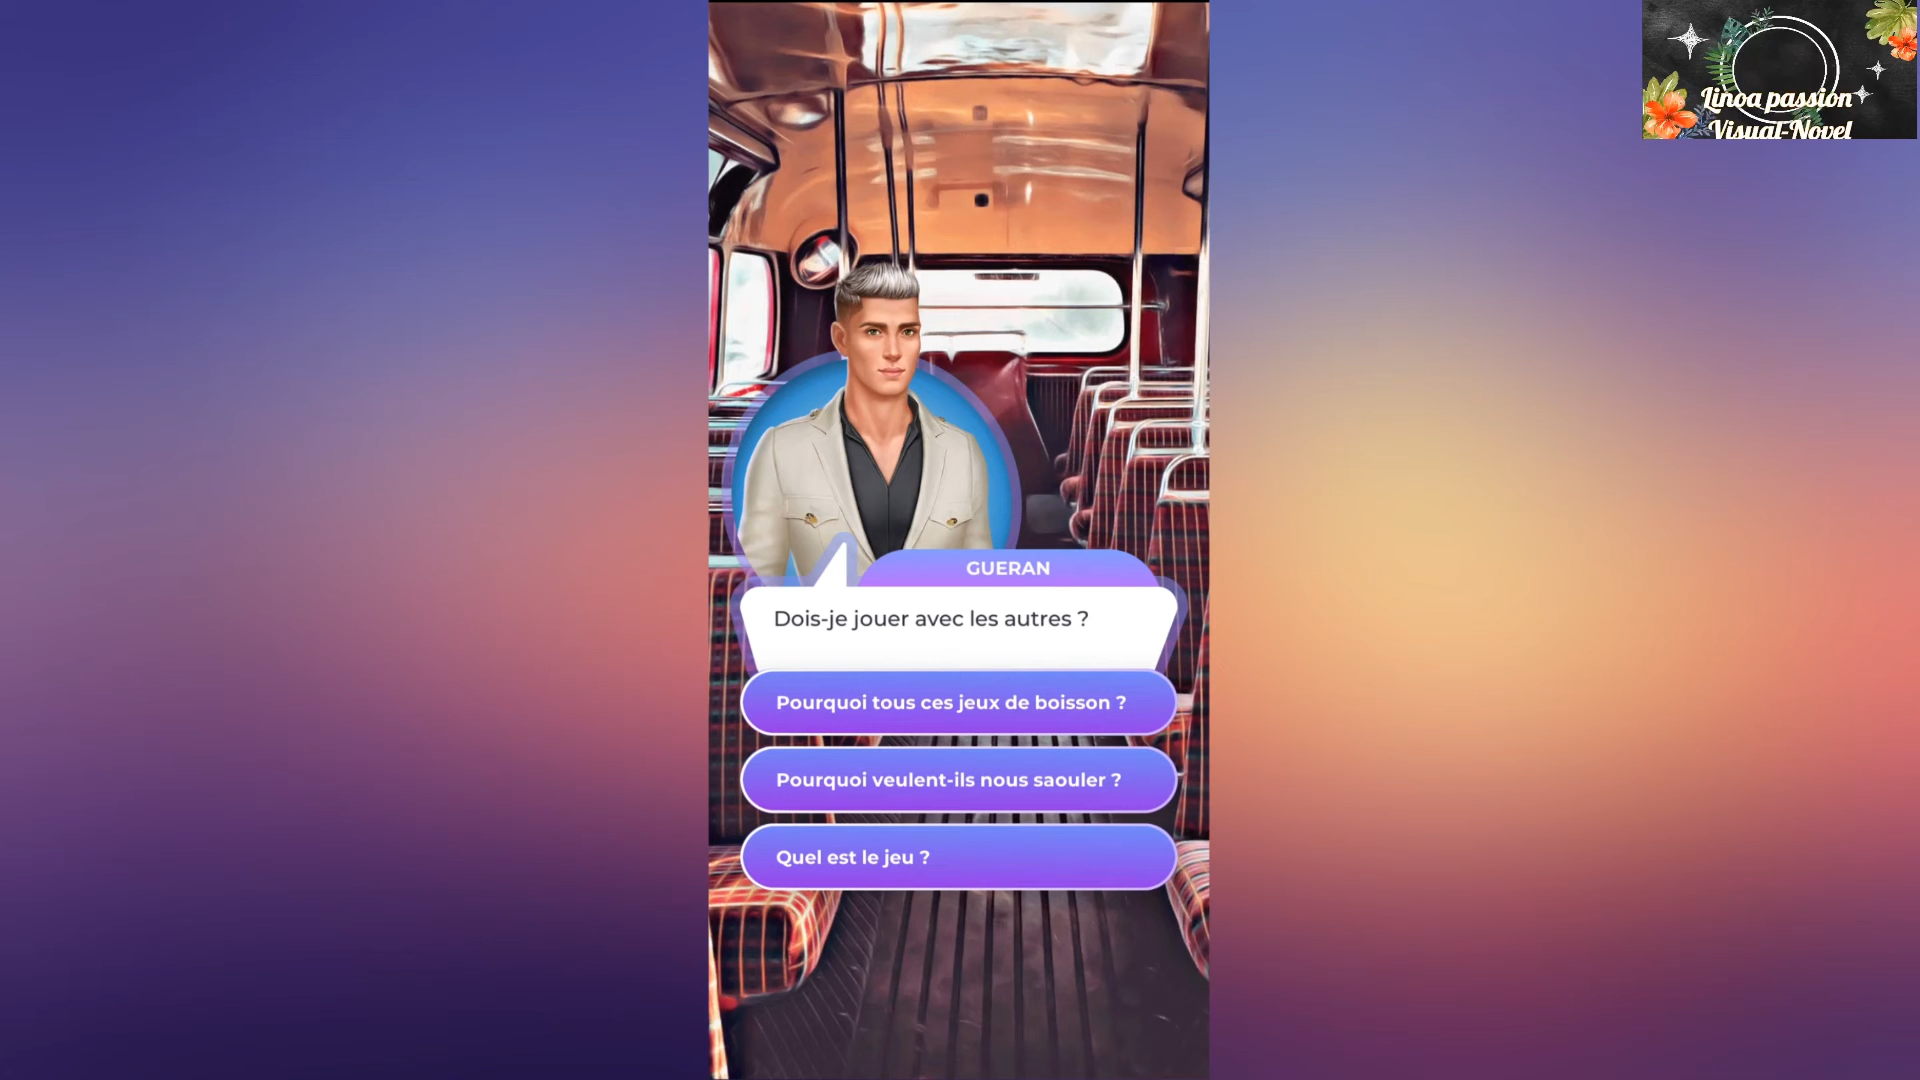 Linoa passion
Visual-Novel
GUERAN
Dois-je jouer avec les autres ?
Pourquoi tous ces jeux de boisson ?
Pourquoi veulent-ils nous saouler ?
Quel est le jeu ?